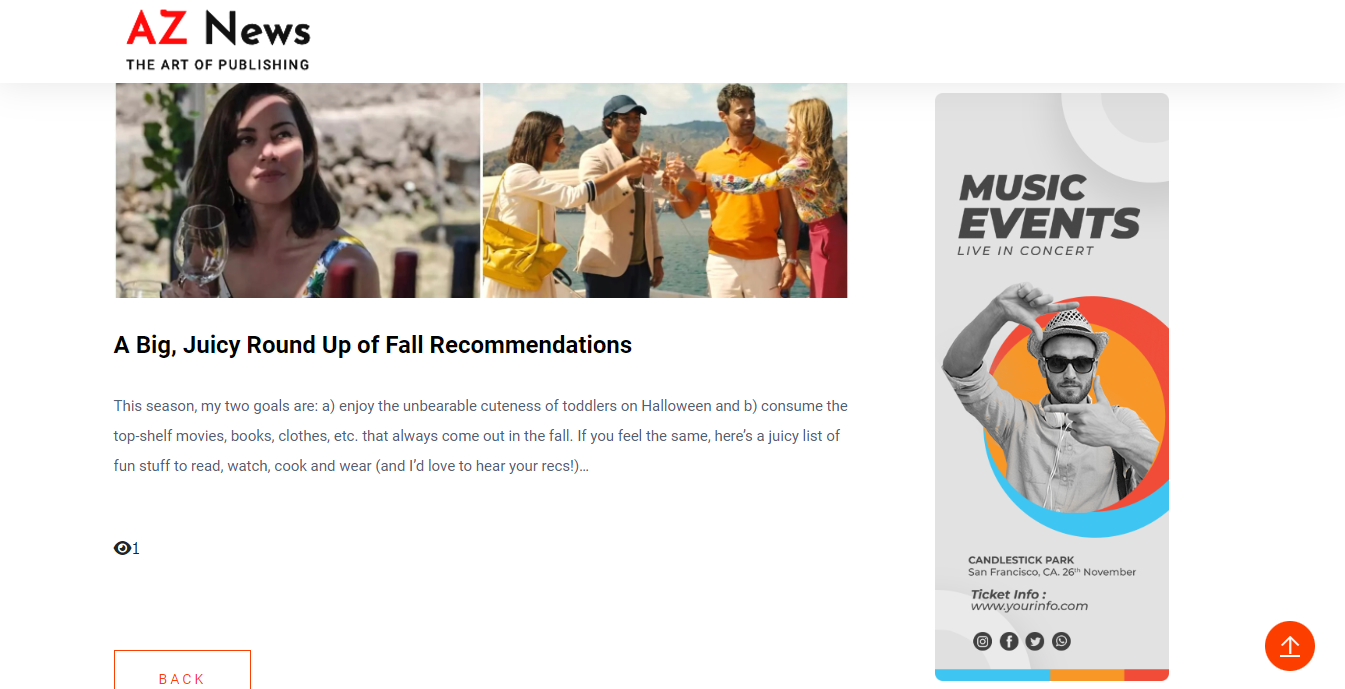 AZ News
THE ART OF PUBLISHING
A Big, Juicy Round Up of Fall Recommendations
This season, my two goals are: a) enjoy the unbearable cuteness of toddlers on Halloween and b) consume the
top-shelf movies, books, clothes, etc. that always come out in the fall. If you feel the same, here’s a juicy list of
fun stuff to read, watch, cook and wear (and I’d love to hear your recs!)…
1
BACK
MUSIC
EVENTS
LIVE IN CONCERT
CANDLESTICK PARK
San Francisco, CA. 26th November
Ticket Info :
www.yourinfo.com